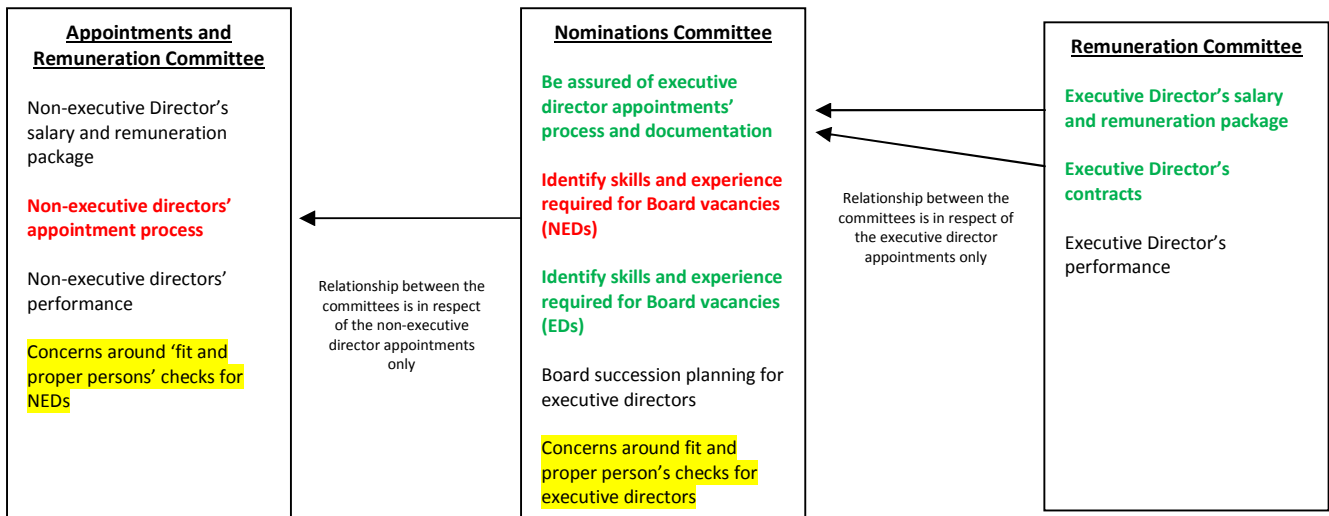 Appointments and
Remuneration Committee
Non-executive Director’s
salary and remuneration
package
Non-executive directors’
appointment process
Non-executive directors’
performance
Concerns around ‘fit and
proper persons’ checks for
NEDs
Relationship between the
committees is in respect
of the non-executive
director appointments
only
Nominations Committee
Be assured of executive
director appointments’
process and documentation
Identify skills and experience
required for Board vacancies
(NEDs)
Identify skills and experience
required for Board vacancies
(EDs)
Board succession planning for
executive directors
Concerns around fit and
proper person’s checks for
executive directors
Relationship between the
committees is in respect of
the executive director
appointments only
Remuneration Committee
Executive Director’s salary
and remuneration package
Executive Director’s
contracts
Executive Director’s
performance